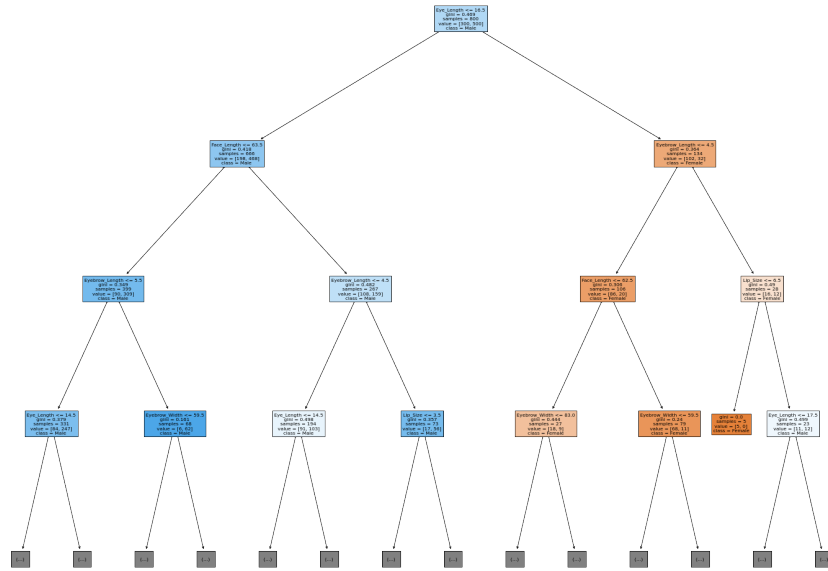 Eye_Length <= 16.5
gini = 0.469
samples = 800
value = [300, 500]
class = Male
Face_Length <= 63.5
gini = 0.418
samples = 666
value = [198, 468]
class = Male
Eyebrow_Length <= 4.5
gini = 0.364
samples = 134
value = [102, 32]
class = Female
Eyebrow_Length <= 5.5
gini = 0.349
samples = 399
value = [90, 309]
class = Male
Eyebrow_Length <= 4.5
gini = 0.482
samples = 267
value = [108, 159]
class = Male
Face_Length <= 62.5
gini = 0.306
samples = 106
value = [86, 20]
class = Female
Lip_Size <= 6.5
gini = 0.49
samples = 28
value = [16, 12]
class = Female
Eye_Length <= 14.5
gini = 0.379
samples = 331
value = [84, 247]
class = Male
Eyebrow_Width <= 59.5
gini = 0.161
samples = 68
value = [6, 62]
class = Male
Eye_Length <= 14.5
gini = 0.498
samples = 194
value = [91, 103]
class = Male
Lip_Size <= 3.5
gini = 0.357
samples = 73
value = [17, 56]
class = Male
Eyebrow_Width <= 83.0
gini = 0.444
samples = 27
value = [18, 9]
class = Female
Eyebrow_Width <= 59.5
gini = 0.24
samples = 79
value = [68, 11]
class = Female
gini = 0.0
samples = 5
value = [5, 0]
class = Female
Eye_Length <= 17.5
gini = 0.499
samples = 23
value = [11, 12]
class = Male
(...)
(...)
(...)
(...)
(...)
(...)
(...)
(...)
(...)
(...)
(...)
(...)
(...)
(...)